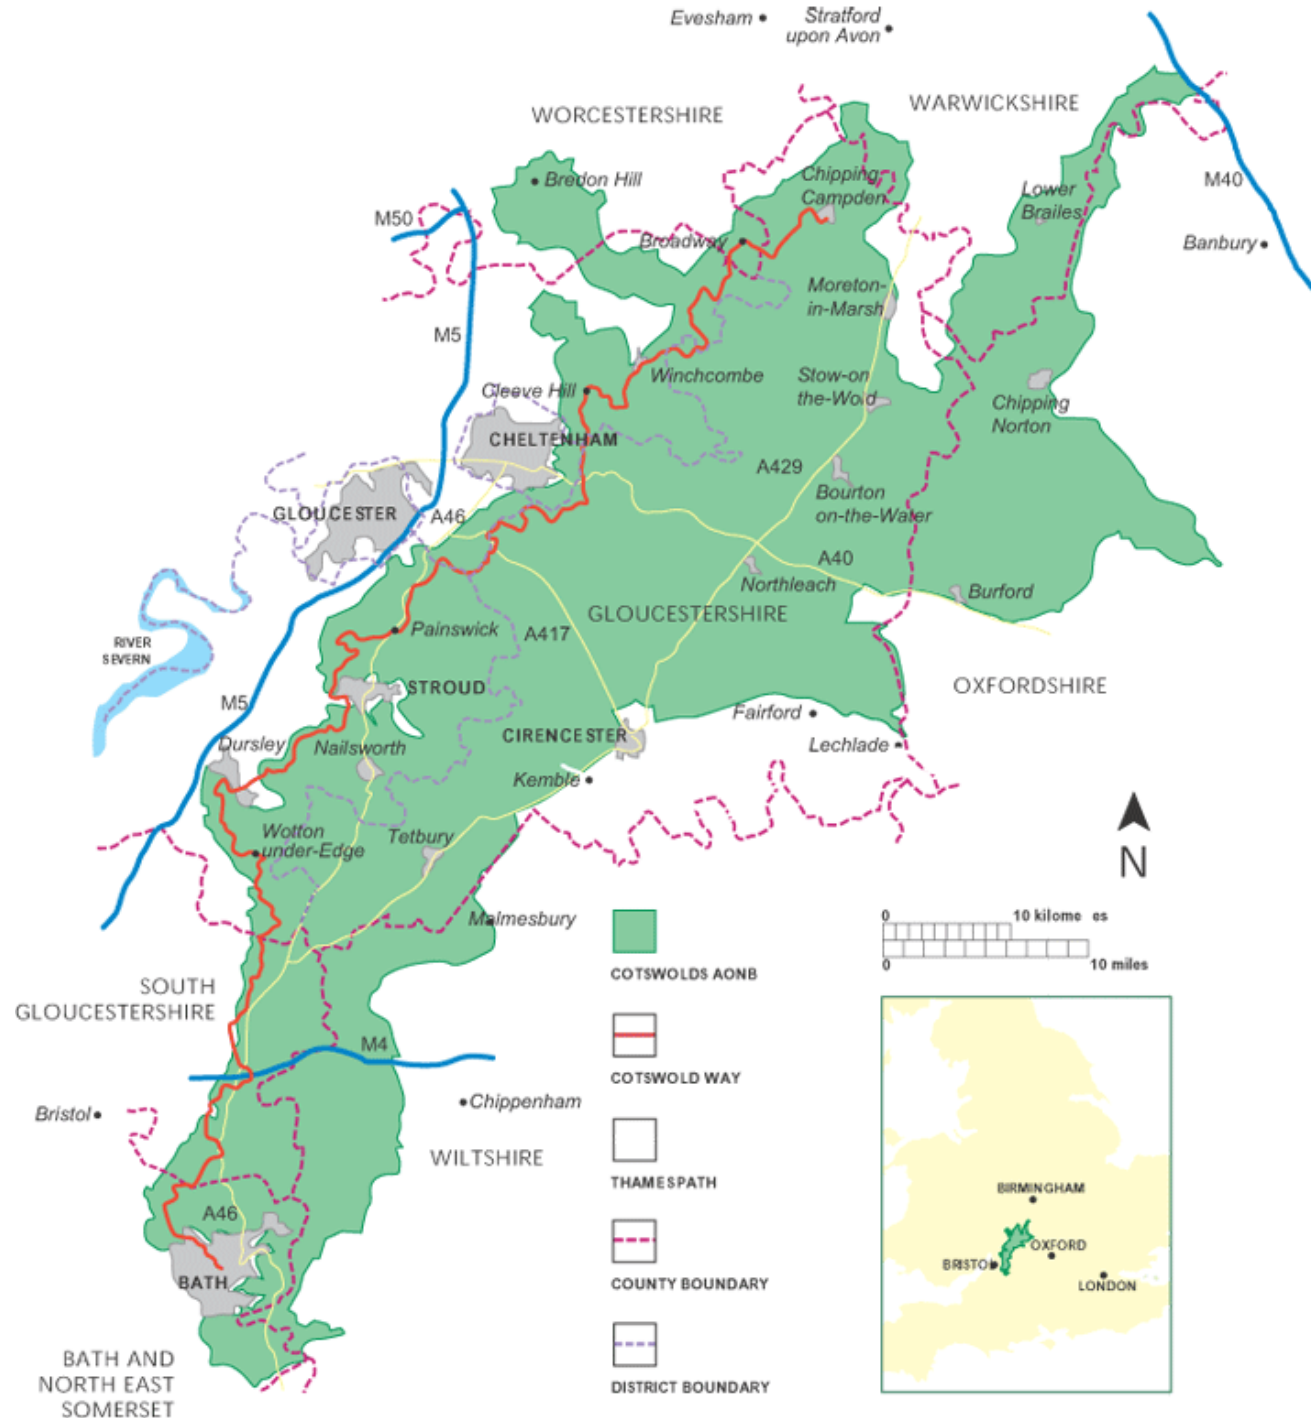 Evesham
Stratford
upon Avon
WORCESTERSHIRE
WARWICKSHIRE
Bredon Hill
Chipping
Campden
Lower
Brailes
M40
M50
Broadway
Banbury
Moreton-
in-Marsh
M5
Winchcombe
Stow-on
the-Wold
Cleeve Hill
Chipping
Norton
CHELTENHAM
A429
Bourton
on-the-Water
GLOUCESTER
A46
A40
Northleach
Burford
GLOUCESTERSHIRE
Painswick
A417
RIVER
SEVERN
STROUD
OXFORDSHIRE
M5
Fairford
CIRENCESTER
Lechlade
Dursley
Nailsworth
Kemble
Wotton
under-Edge
Tetbury
N
Malmesbury
0
10 kilome es
0
10 miles
COTSWOLDS AONB
SOUTH
GLOUCESTERSHIRE
M4
COTSWOLD WAY
Bristol
Chippenham
WILTSHIRE
THAMES PATH
A46
BATH
COUNTY BOUNDARY
BATH AND
NORTH EAST
SOMERSET
DISTRICT BOUNDARY
BIRMINGHAM
OXFORD
BRISTOL
LONDON